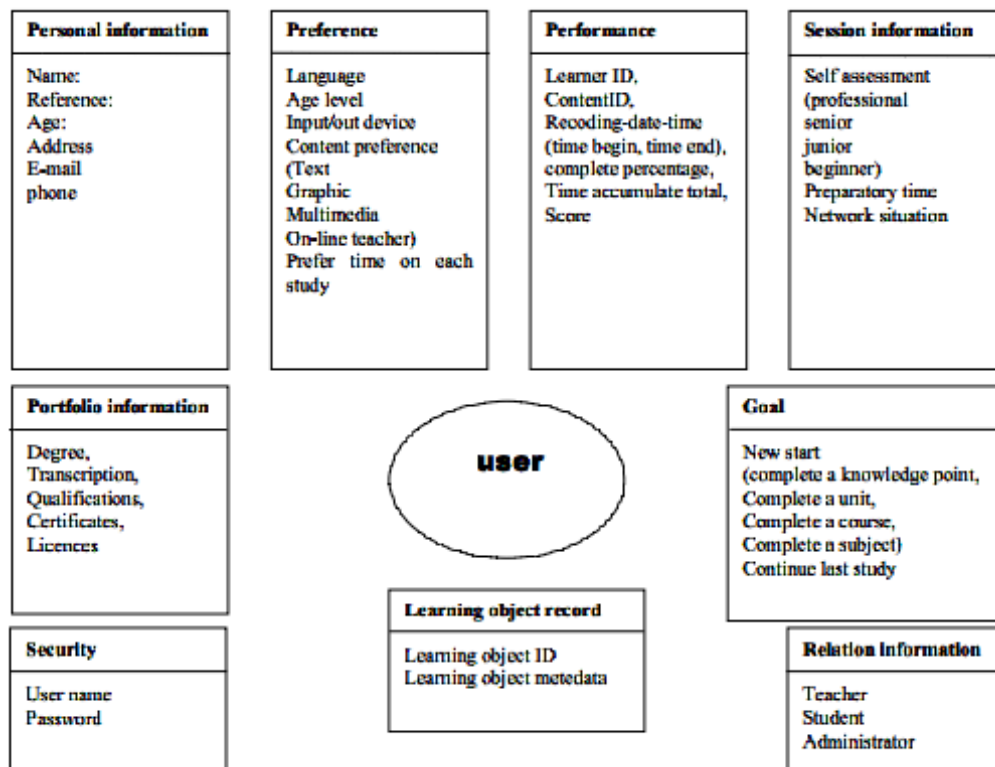 Personal information
Name:
Reference:
Age:
Address
E-mail
phone
Preference
Language
Age level
Input/out device
Content preference
(Text
Graphic
Multimedia
On-line teacher)
Prefer time on each
study
Performance
Learner ID,
ContentID,
Recoding-date-time
(time begin, time end),
complete percentage,
Time accumulate total,
Score
Session information
Self assessment
(professional
senior
junior
beginner)
Preparatory time
Network situation
Portfolio information
Degree,
Transcription,
Qualifications,
Certificates,
Licences
user
Goal
New start
(complete a knowledge point,
Complete a unit,
Complete a course,
Complete a subject)
Continue last study
Security
User name
Password
Learning object record
Learning object ID
Learning object metedata
Relation information
Teacher
Student
Administrator